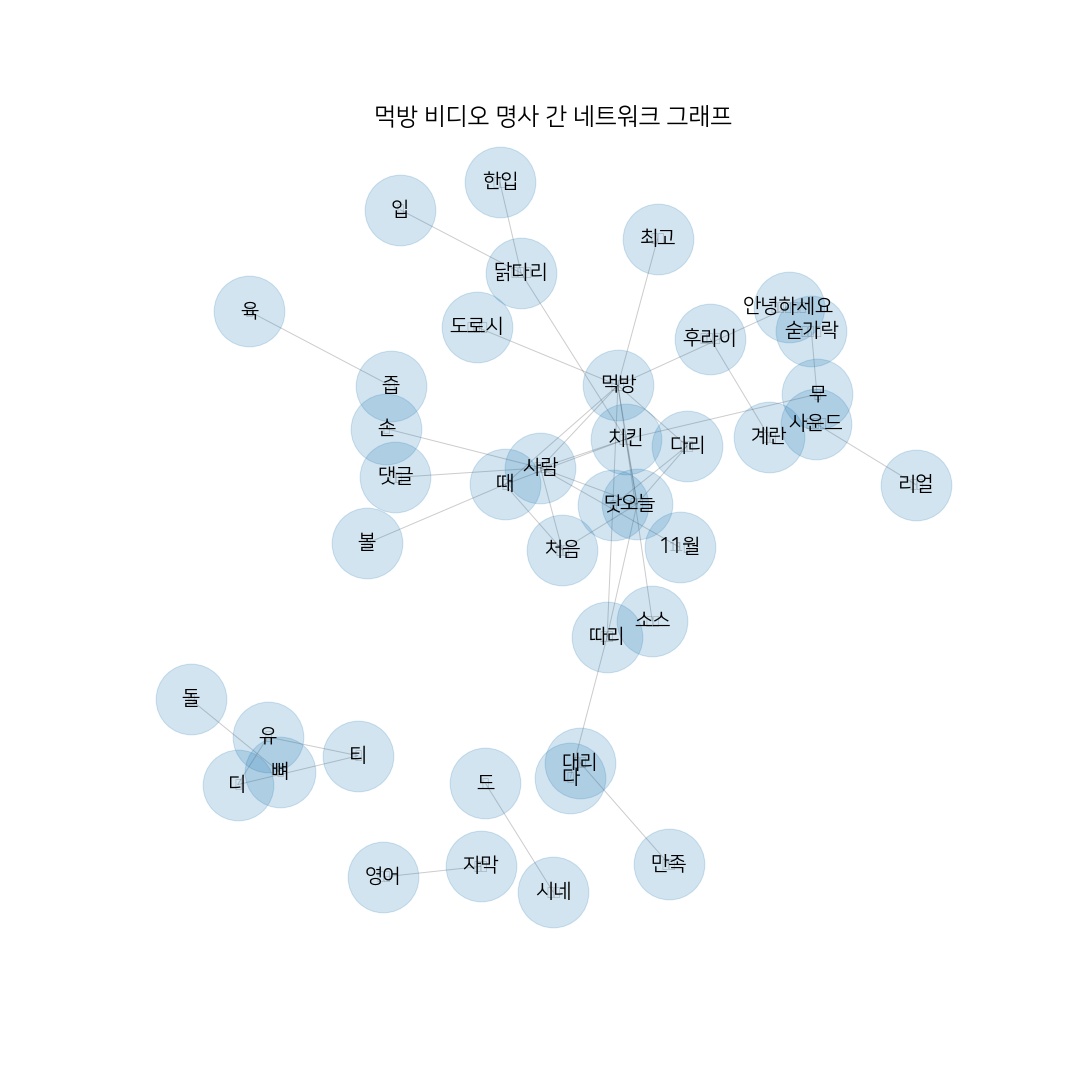 먹방 비디오 명사 간 네트워크 그래프
한입
입
최고
닭다리
안녕하세요
육
도로시
숟가락
후라이
먹방
즙
무
손
치킨
계란
사운드
다리
사람
댓글
때
리얼
닷오늘
볼
처음
11월
소스
따리
돌
유
티
대리
다
뼈
디
드
만족
자막
영어
시네